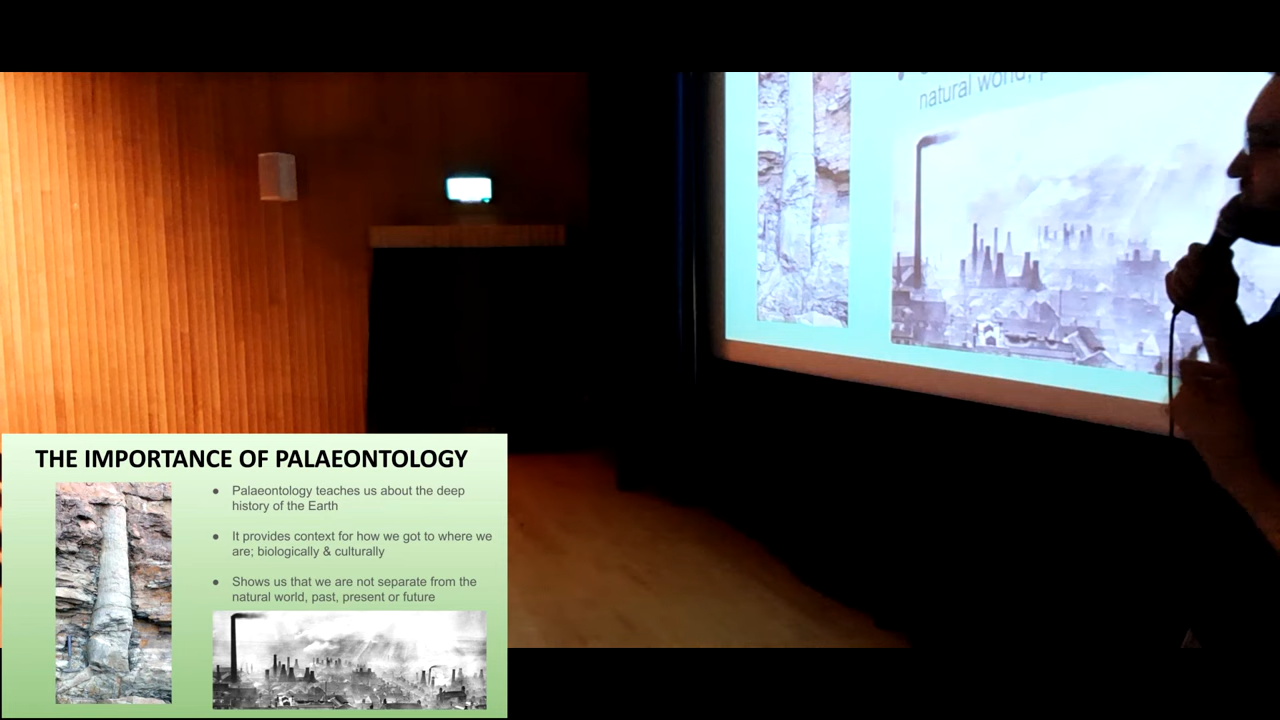 natural world,
THE IMPORTANCE OF PALAEONTOLOGY
● Palaeontology teaches us about the deep
history of the Earth
● It provides context for how we got to where we
are; biologically & culturally
● Shows us that we are not separate from the
natural world, past, present or future